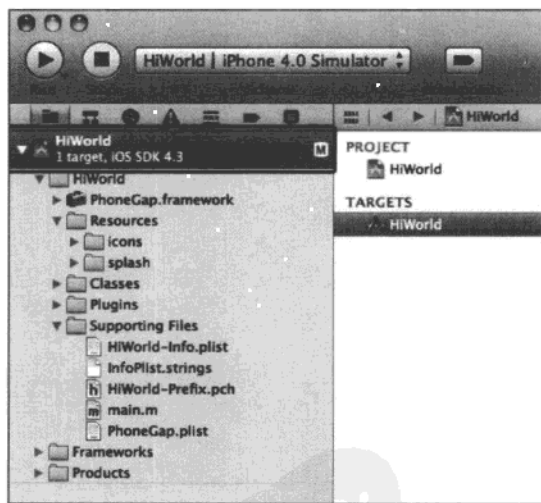 HiWorld | iPhone 4.0 Simulator
HiWorld
HiWorld
1 target, iOS SDK 4.3
M
HiWorld
PhoneGap.framework
Resources
icons
splash
Classes
Plugins
Supporting Files
HiWorld-Info.plist
InfoPlist.strings
h HiWorld-Prefix.pch
m main.m
PhoneGap.plist
Frameworks
Products
PROJECT
HiWorld
TARGETS
HiWorld